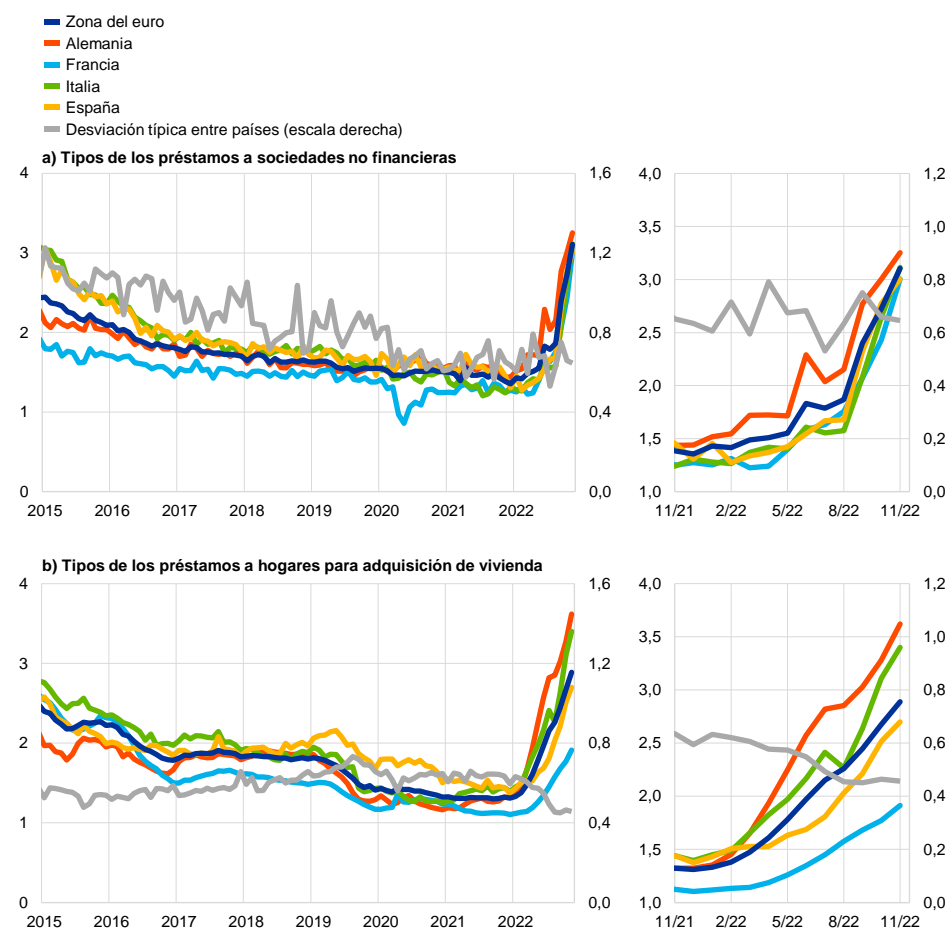 Zona del euro
Alemania
Francia
Italia
España
Desviación típica entre países (escala derecha)
a) Tipos de los préstamos a sociedades no financieras
4 1,6 4,0 1,2
3,5 1,0
3 1,2
3,0 0,8
2 0,8 2,5 0,6
2,0 0,4
1 0,4
1,5 0,2
0 0,0 1,0 0,0
2015 2016 2017 2018 2019 2020 2021 2022 11/21 2/22 5/22 8/22 11/22
b) Tipos de los préstamos a hogares para adquisición de vivienda
4 1,6 4,0 1,2
3,5 1,0
3 1,2
3,0 0,8
2 0,8 2,5 0,6
2,0 0,4
1 0,4
1,5 0,2
0 0,0 1,0 0,0
2015 2016 2017 2018 2019 2020 2021 2022 11/21 2/22 5/22 8/22 11/22